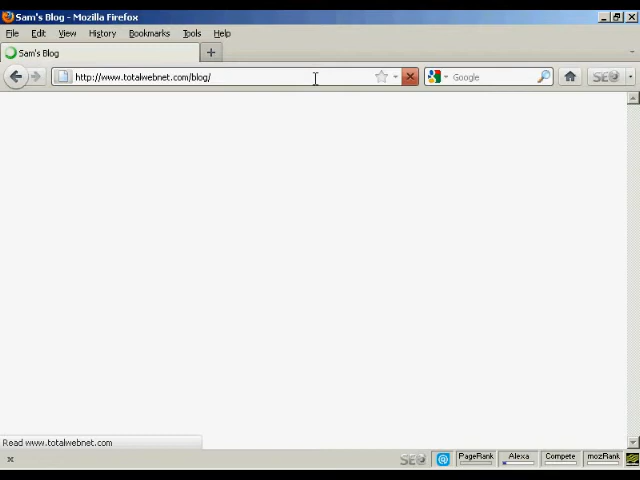 Sam's Blog - Mozilla Firefox
File Edit View History Bookmarks Tools Help
Sam's Blog
http://www.totalwebnet.com/blog/ Google SEO
Read www.totalwebnet.com
x SEO @ PageRank Alexa Compete mozRank